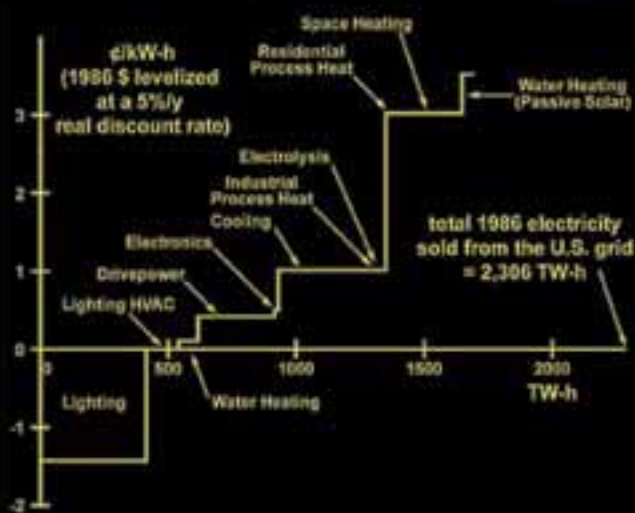 ¢/kW-h
(1986 $ levelized
at a 5%/y
real discount rate)
Space Heating
Residential
Process Heat
Water Heating
(Passive Solar)
Electrolysis
Industrial
Process Heat
Cooling
Electronics
Drivepower
Lighting HVAC
total 1986 electricity
sold from the U.S. grid
= 2,306 TW-h
3
2
1
0
-1
-2
0
500
1000
1500
2000
TW-h
Lighting
Water Heating